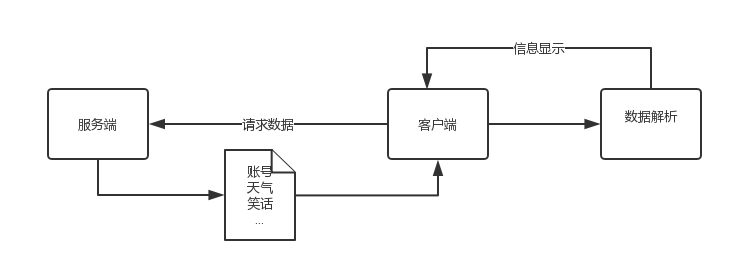 信息显示
服务端
请求数据
客户端
数据解析
账号
天气
笑话
...